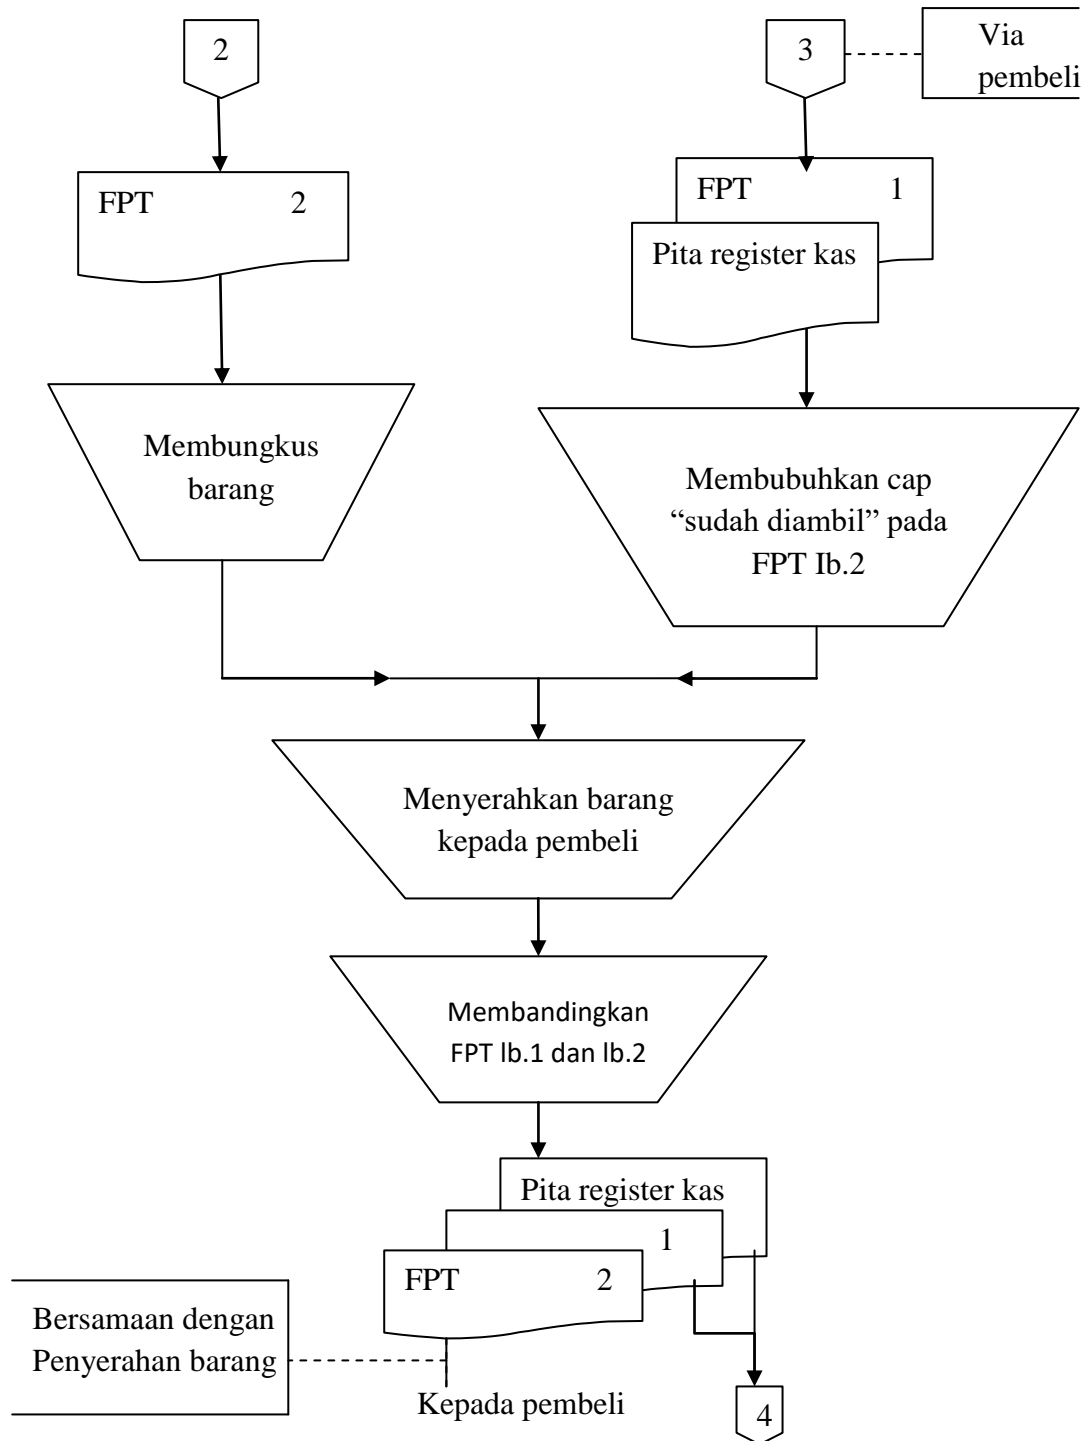 2
3
Via
pembeli
FPT 2
FPT 1
Pita register kas
Membungkus
barang
Membubuhkan cap
“sudah diambil” pada
FPT Ib.2
Menyerahkan barang
kepada pembeli
Membandingkan
FPT lb.1 dan lb.2
Pita register kas
1
FPT 2
Bersamaan dengan
Penyerahan barang
Kepada pembeli
4